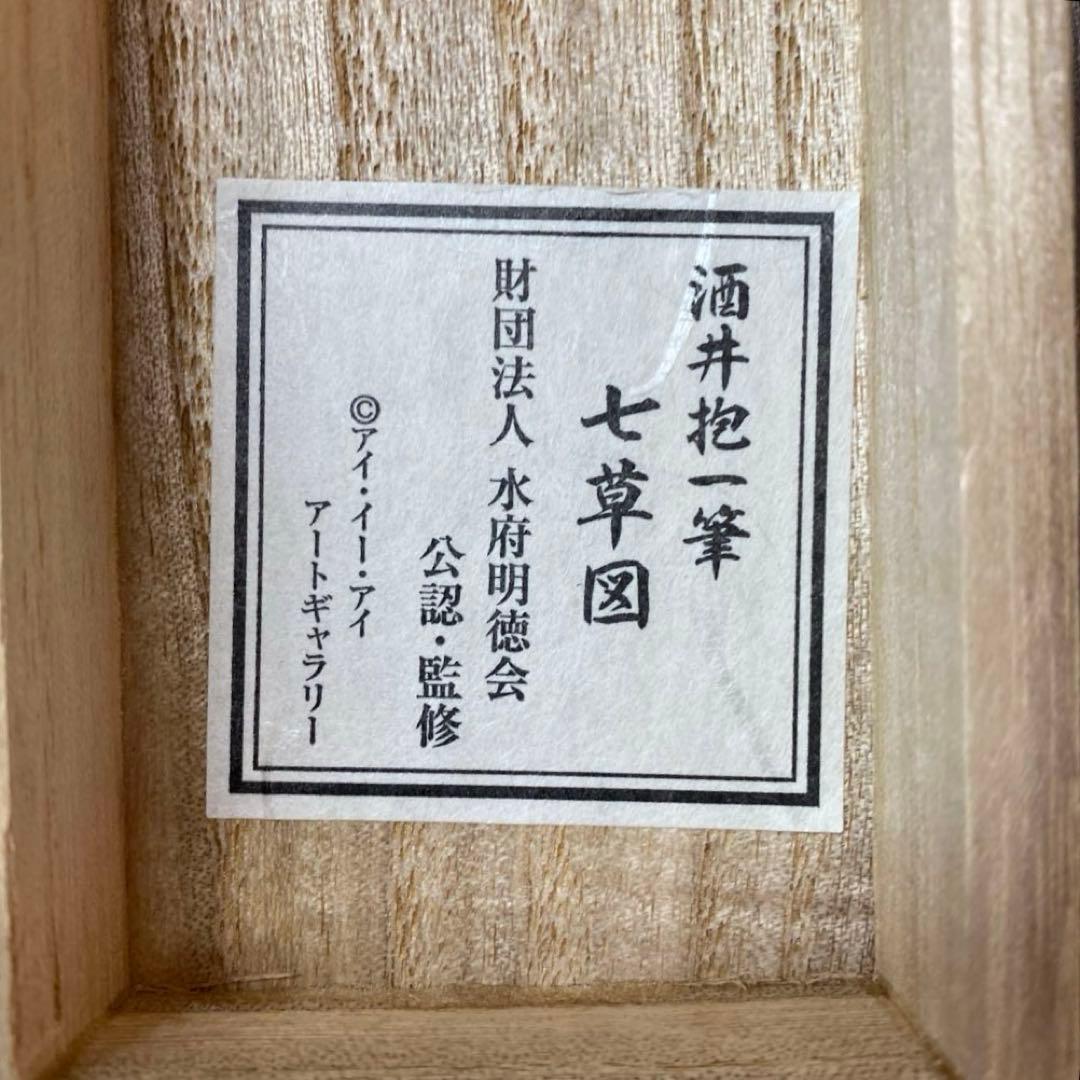 酒井抱一筆
七草図
財団法人 水府明徳会
公認・監修
©アイ・イー・アイ
アートギャラリー